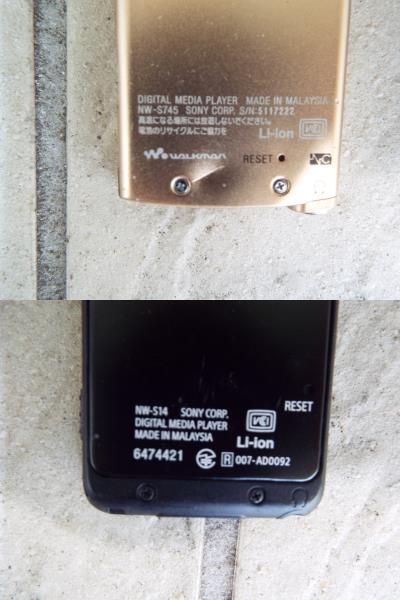 DIGITAL MEDIA PLAYER MADE IN MALAYSIA
NW-S745 SONY CORP. S/N:5117222
高温になる場所には放置しないでください。
電池のリサイクルにご協力を
Li-ion
WALKMAN
RESET
NC
NW-S14 SONY CORP.
DIGITAL MEDIA PLAYER
MADE IN MALAYSIA
RESET
Li-ion
6474421
R 007-AD0092